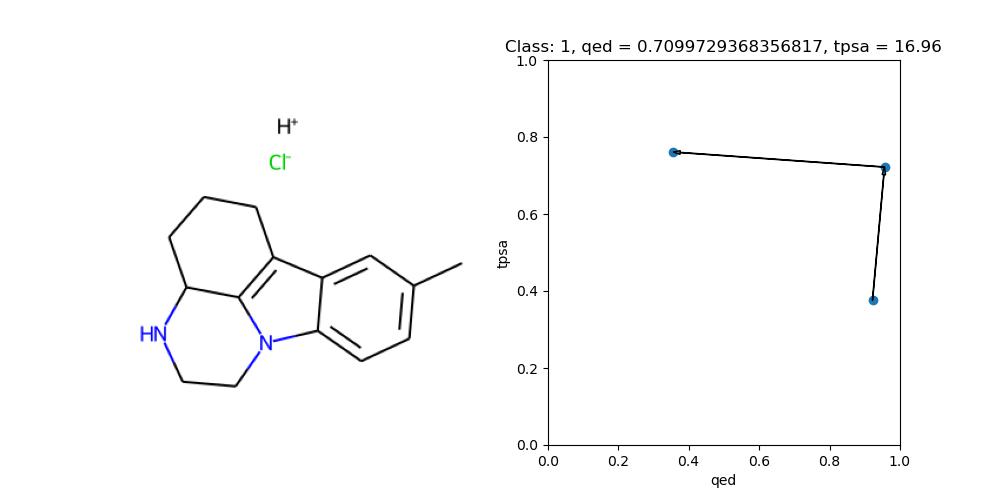 Class: 1, qed = 0.7099729368356817, tpsa = 16.96
H+
Cl-
HN
N
tpsa
1.0
0.8
0.6
0.4
0.2
0.0
0.0 0.2 0.4 0.6 0.8 1.0
qed